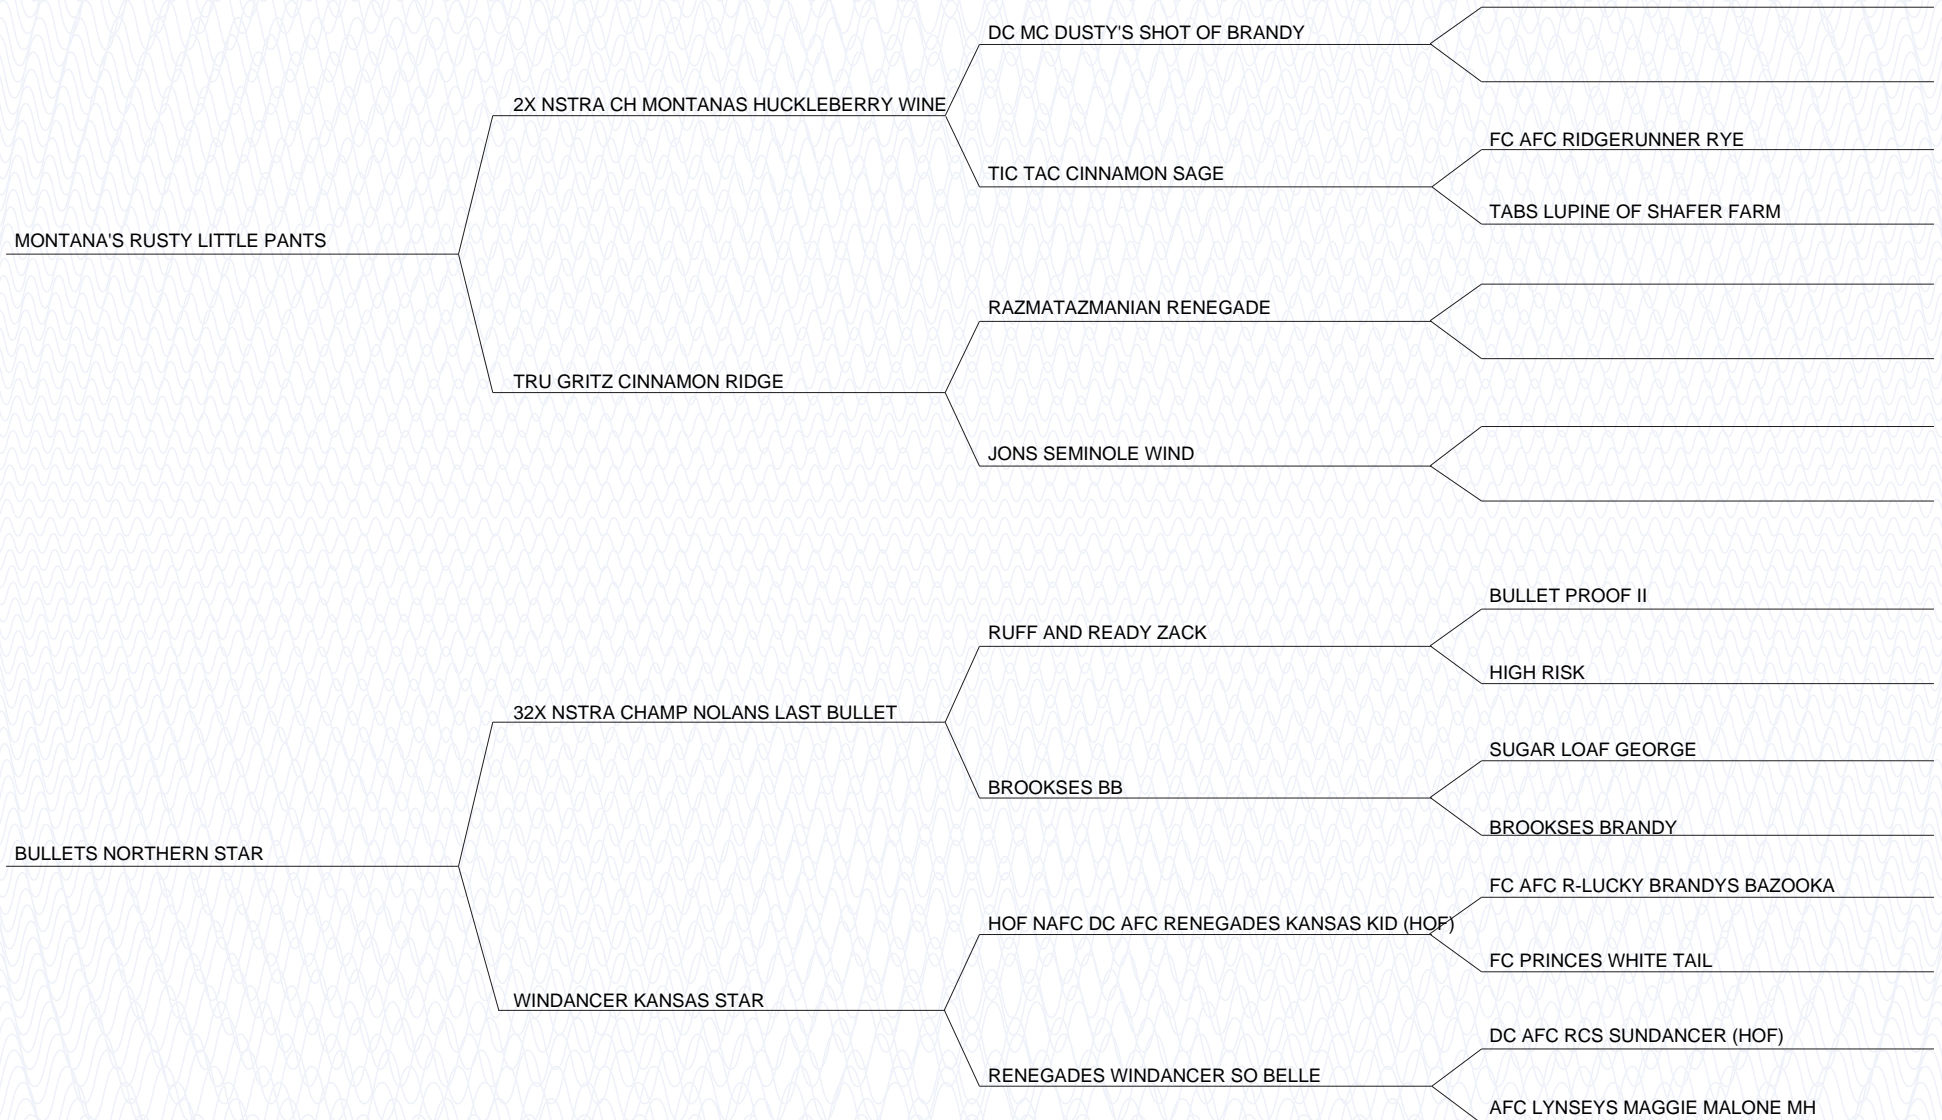 DC MC DUSTY'S SHOT OF BRANDY
2X NSTRA CH MONTANAS HUCKLEBERRY WINE
FC AFC RIDGERUNNER RYE
TIC TAC CINNAMON SAGE
TABS LUPINE OF SHAFER FARM
MONTANA'S RUSTY LITTLE PANTS
RAZMATAZMANIAN RENEGADE
TRU GRITZ CINNAMON RIDGE
JONS SEMINOLE WIND
BULLET PROOF II
RUFF AND READY ZACK
HIGH RISK
32X NSTRA CHAMP NOLANS LAST BULLET
SUGAR LOAF GEORGE
BROOKSES BB
BROOKSES BRANDY
BULLETS NORTHERN STAR
FC AFC R-LUCKY BRANDYS BAZOOKA
HOF NAFC DC AFC RENEGADES KANSAS KID (HOF)
FC PRINCES WHITE TAIL
WINDANCER KANSAS STAR
DC AFC RCS SUNDANCER (HOF)
RENEGADES WINDANCER SO BELLE
AFC LYNSEYS MAGGIE MALONE MH